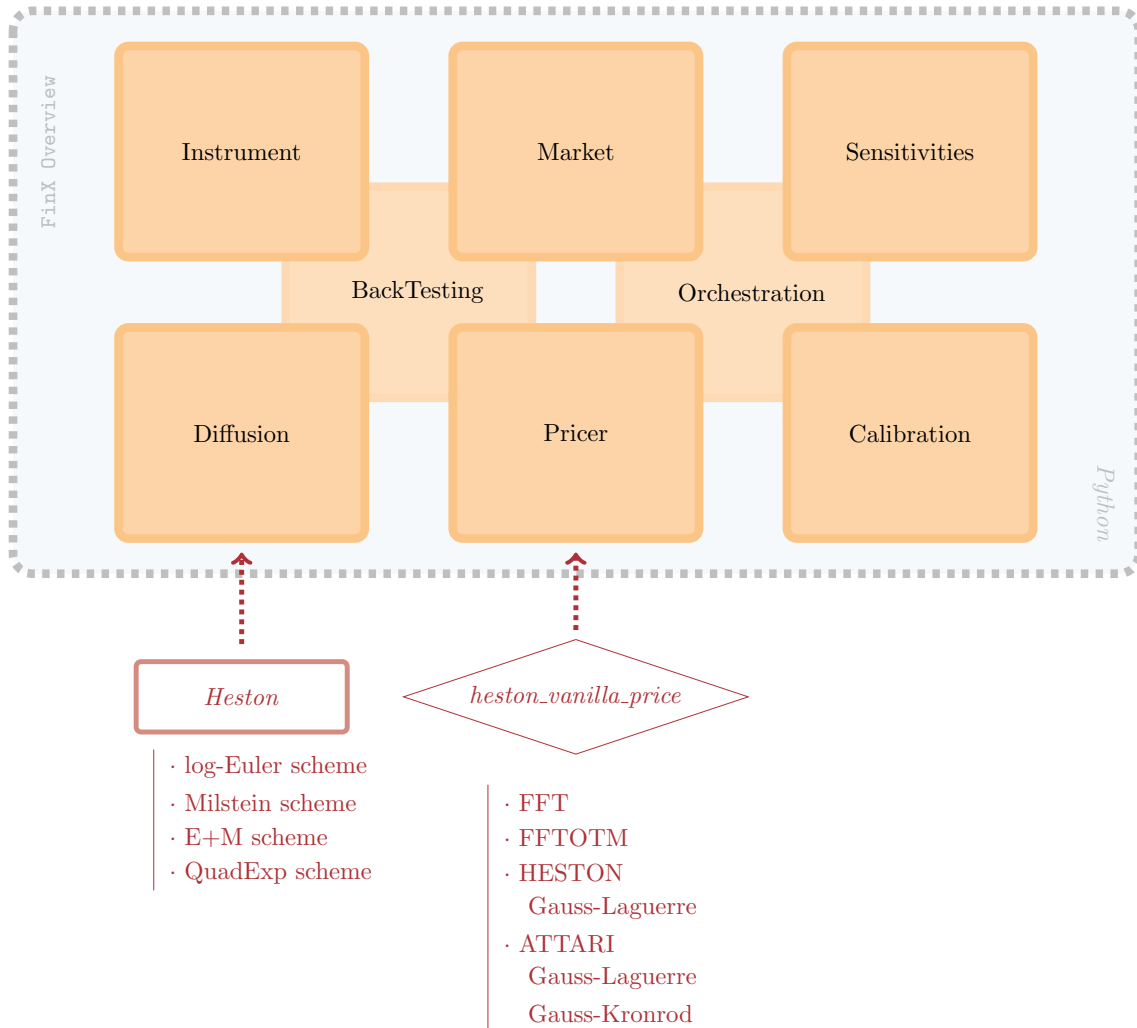 FinX Overview
Instrument
Market
Sensitivities
BackTesting
Orchestration
Diffusion
Pricer
Calibration
Python
Heston
heston_vanilla_price
· log-Euler scheme
· Milstein scheme
· E+M scheme
· QuadExp scheme
· FFT
· FFTOTM
· HESTON
Gauss-Laguerre
· ATTARI
Gauss-Laguerre
Gauss-Kronrod